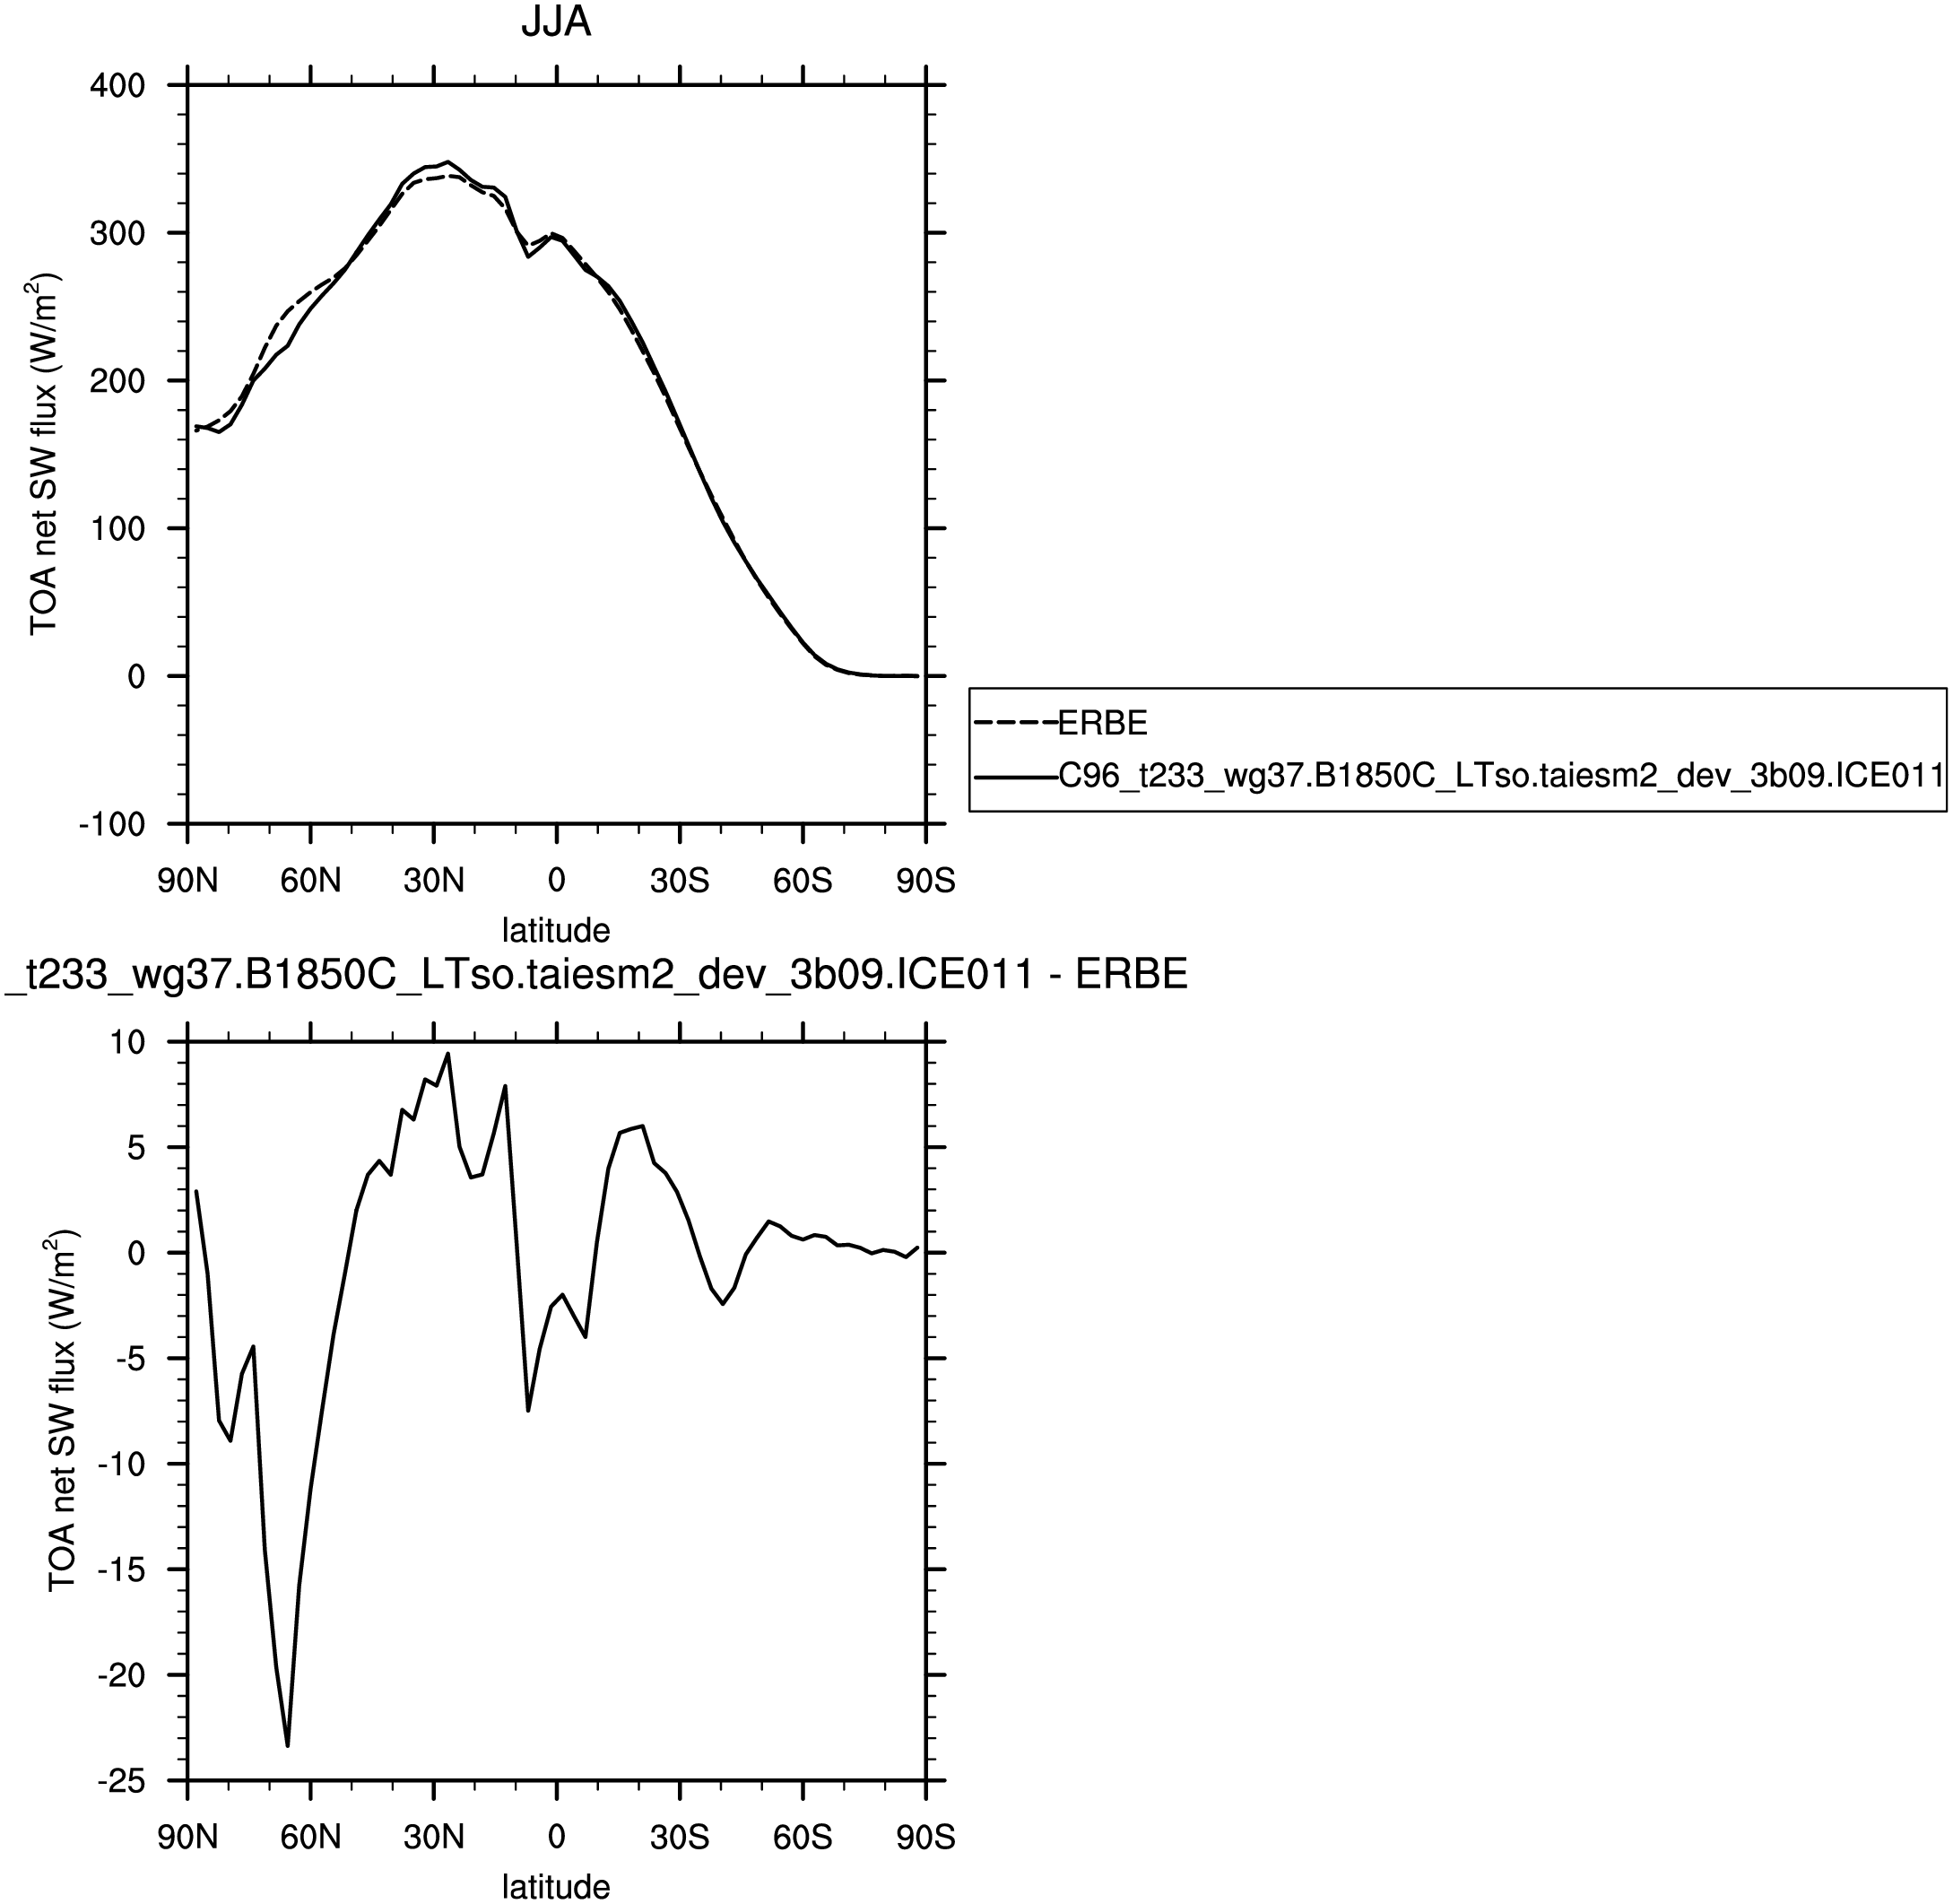 JJA
400
300
200
100
0
-100
TOA net SW flux (W/m²)
90N 60N 30N 0 30S 60S 90S
latitude
ERBE
C96_t233_wg37.B1850C_LTso.taiesm2_dev_3b09.ICE011
_t233_wg37.B1850C_LTso.taiesm2_dev_3b09.ICE011 - ERBE
10
5
0
-5
-10
-15
-20
-25
TOA net SW flux (W/m²)
90N 60N 30N 0 30S 60S 90S
latitude